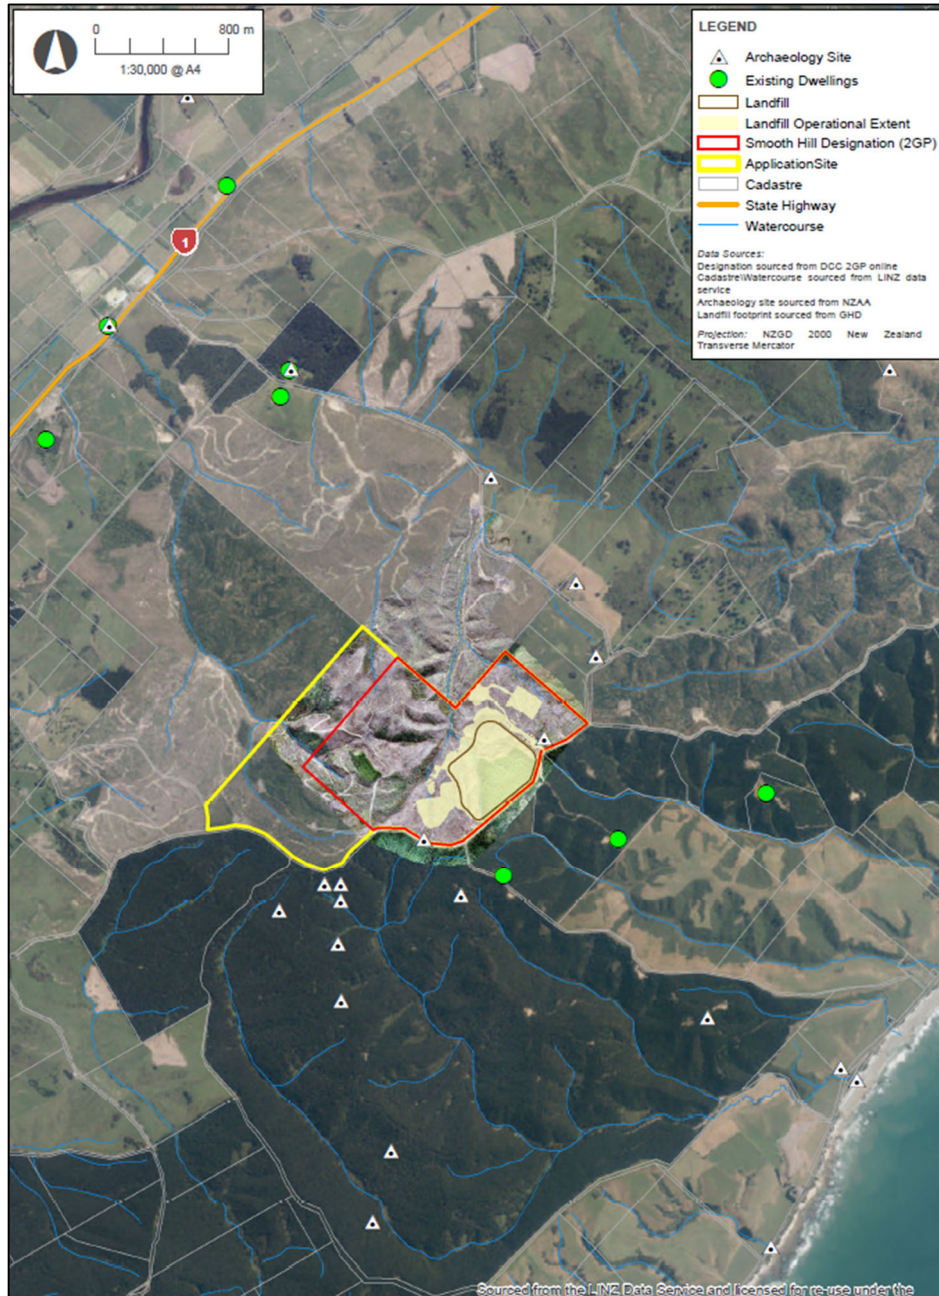 0 800 m
1:30,000 @ A4
LEGEND
Archaeology Site
Existing Dwellings
Landfill
Landfill Operational Extent
Smooth Hill Designation (2GP)
ApplicationSite
Cadastre
State Highway
Watercourse
Data Sources:
Designation sourced from DCC 2GP online
Cadastre\Watercourse sourced from LINZ data
service
Archaeology site sourced from NZAA
Landfill footprint sourced from GHD
Projection: NZGD 2000 New Zealand
Transverse Mercator
1
Sourced from the LINZ Data Service and licensed for re-use under the